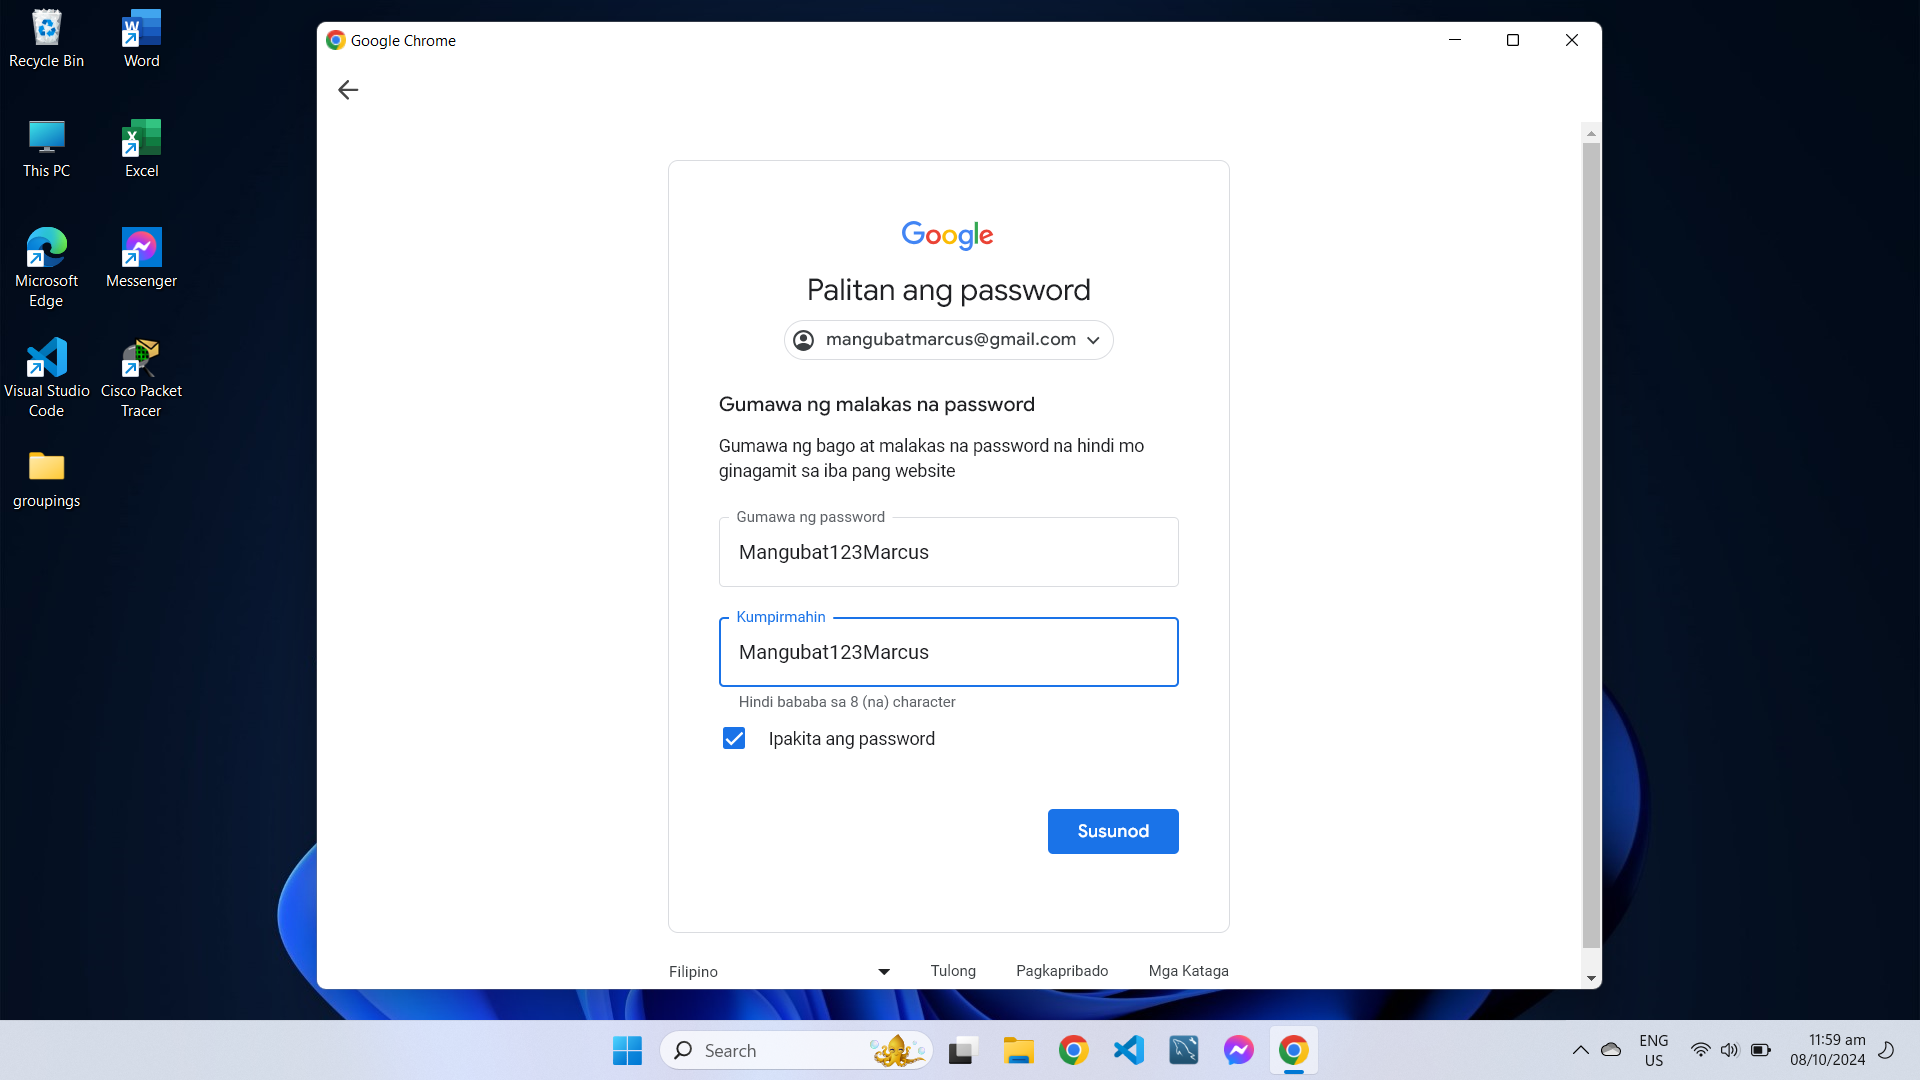 Recycle Bin
Word
This PC
Excel
Microsoft
Edge
Messenger
Visual Studio
Code
Cisco Packet
Tracer
groupings
Google Chrome
Google
Palitan ang password
mangubatmarcus@gmail.com
Gumawa ng malakas na password
Gumawa ng bago at malakas na password na hindi mo
ginagamit sa iba pang website
Gumawa ng password
Mangubat123Marcus
Kumpirmahin
Mangubat123Marcus
Hindi bababa sa 8 (na) character
Ipakita ang password
Susunod
Filipino
Tulong
Pagkapribado
Mga Kataga
Search
ENG
US
11:59 am
08/10/2024